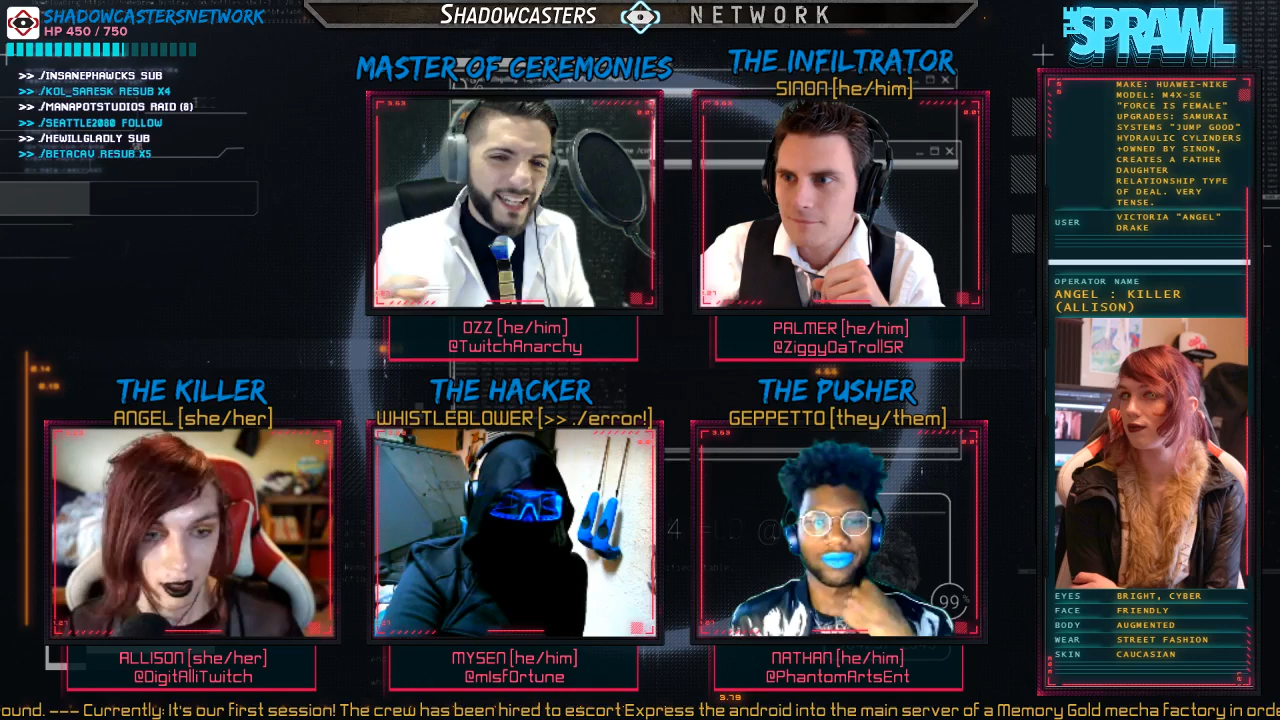 SHADOWCASTERSNETWORK
HP 450 / 750
>> ./INSANEPHAWCKS SUB
>> ./KOL_SARESK RESUB X4
>> ./MANAPOTSTUDIOS RAID (8)
>> ./SEATTLE2080 FOLLOW
>> ./HEWILLGLADLY SUB
>> ./BETACAV RESUB X5
SHADOWCASTERS NETWORK
THE SPRAWL
MASTER OF CEREMONIES
OZZ [he/him]
@TwitchAnarchy
THE INFILTRATOR
SINON [he/him]
PALMER [he/him]
@ZiggyDaTrollSR
THE KILLER
ANGEL [she/her]
ALLISON [she/her]
@DigitAlliTwitch
THE HACKER
WHISTLEBLOWER [>> ./error!]
MYSEN [he/him]
@m1sf0rtune
THE PUSHER
GEPPETTO [they/them]
99
NATHAN [he/him]
@PhantomArtsEnt
MAKE: HUAWEI-NIKE
MODEL: M4X-SE
"FORCE IS FEMALE"
UPGRADES: SAMURAI
SYSTEMS "JUMP GOOD"
HYDRAULIC CYLINDERS
+OWNED BY SINON,
CREATES A FATHER
DAUGHTER
RELATIONSHIP TYPE
OF DEAL. VERY
TENSE.
USER VICTORIA "ANGEL"
DRAKE
OPERATOR NAME
ANGEL : KILLER
(ALLISON)
EYES BRIGHT, CYBER
FACE FRIENDLY
BODY AUGMENTED
WEAR STREET FASHION
SKIN CAUCASIAN
ound. --- Currently: It's our first session! The crew has been hired to escort Express the android into the main server of a Memory Gold mecha factory in orde